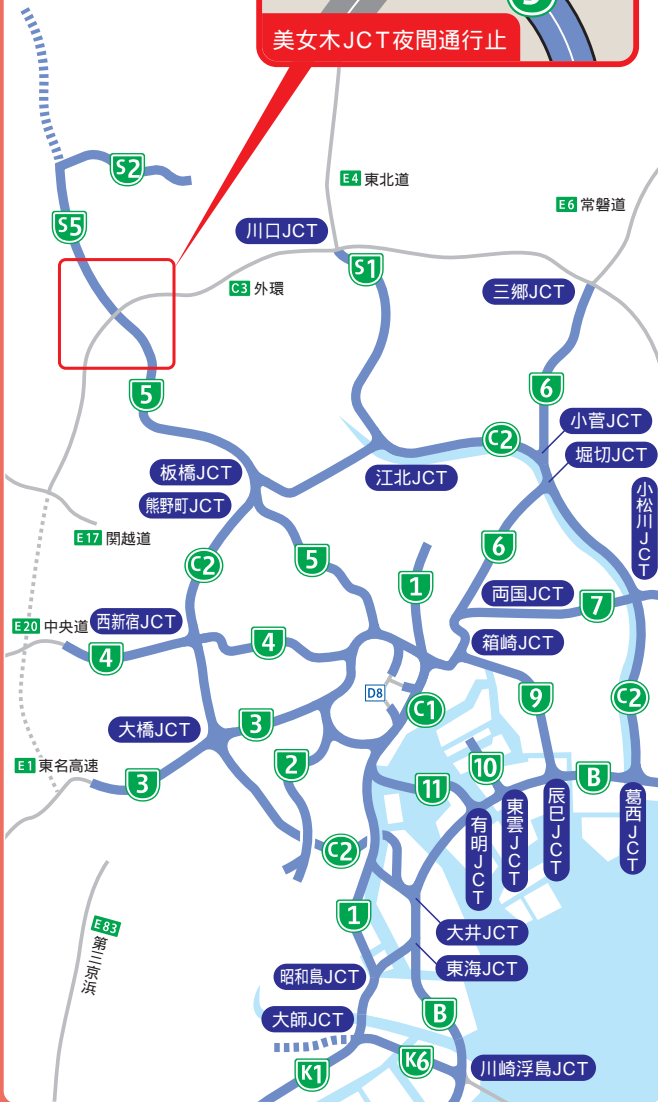 美女木JCT夜間通行止
S2
E4 東北道
E6 常磐道
S5
川口JCT
S1
C3 外環
三郷JCT
5
6
小菅JCT
C2
堀切JCT
板橋JCT
江北JCT
熊野町JCT
小松川JCT
E17 関越道
6
5
C2
1
両国JCT
7
E20 中央道
西新宿JCT
4
4
箱崎JCT
D8
C1
9
C2
大橋JCT
3
E1 東名高速
2
10
B
3
11
有明JCT
東雲JCT
辰巳JCT
葛西JCT
C2
1
E83 第三京浜
大井JCT
東海JCT
昭和島JCT
大師JCT
B
K1
K6
川崎浮島JCT